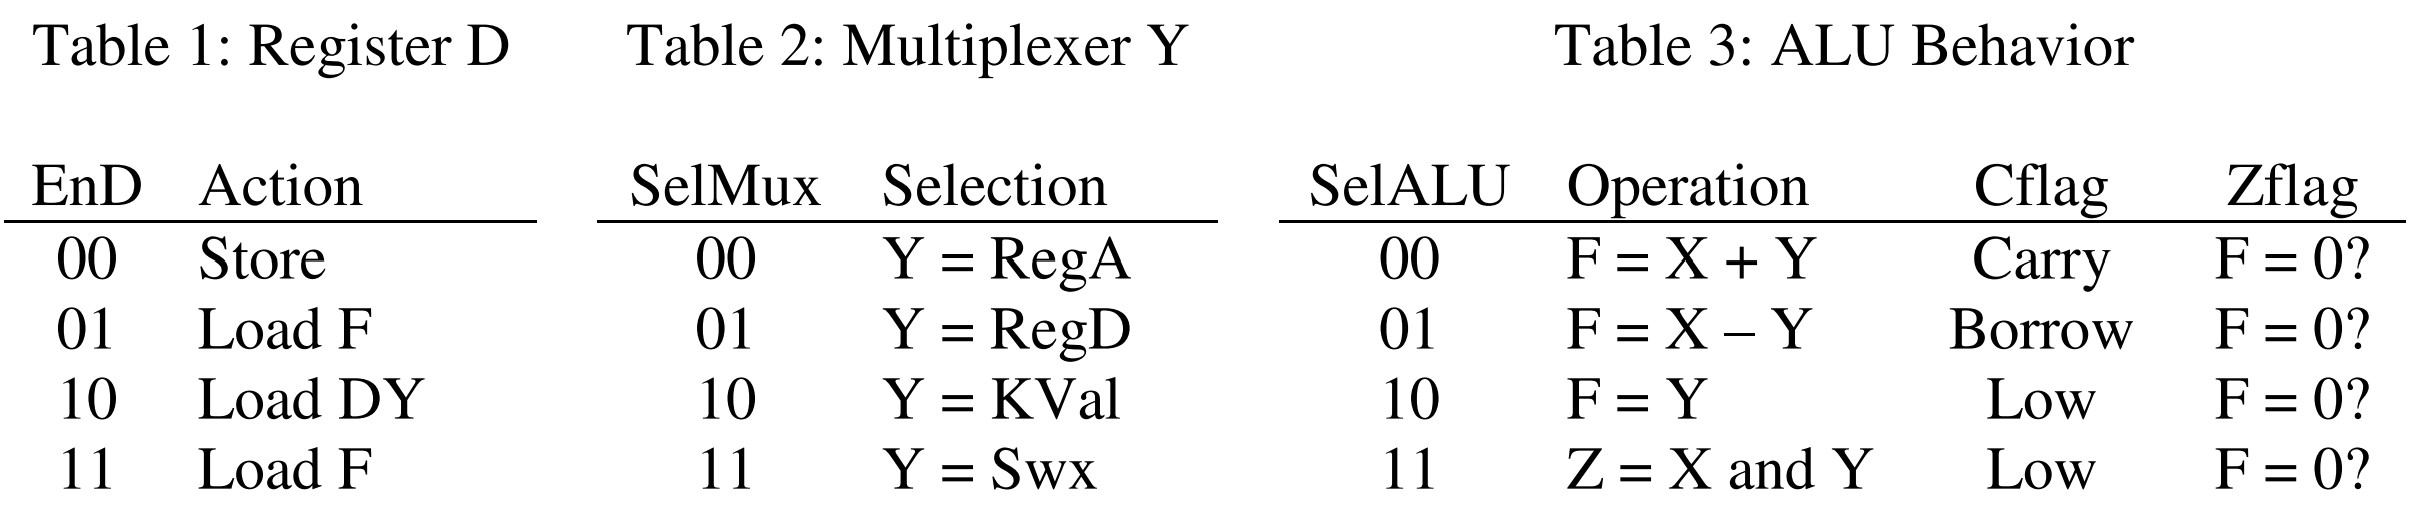 Table 1: Register D Table 2: Multiplexer Y Table 3: ALU Behavior
EnD Action SelMux Selection SelALU Operation Cflag Zflag
00 Store 00 Y = RegA 00 F = X + Y Carry F = 0?
01 Load F 01 Y = RegD 01 F = X – Y Borrow F = 0?
10 Load DY 10 Y = KVal 10 F = Y Low F = 0?
11 Load F 11 Y = Swx 11 Z = X and Y Low F = 0?